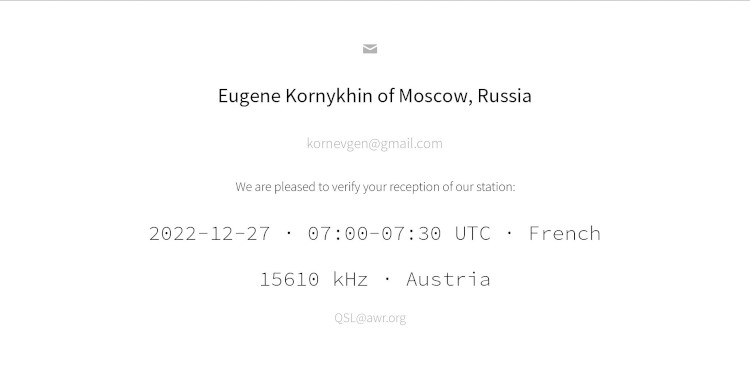 Eugene Kornykhin of Moscow, Russia
kornevgen@gmail.com
We are pleased to verify your reception of our station:
2022-12-27 · 07:00-07:30 UTC · French
15610 kHz · Austria
QSL@awr.org